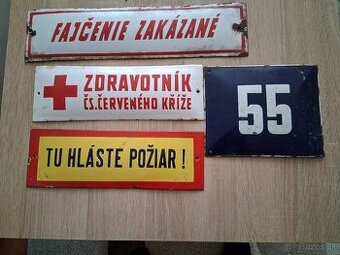 FAJČENIE ZAKÁZANÉ
ZDRAVOTNÍK
ČS. ČERVENÉHO KŘÍŽE
55
TU HLÁSTE POŽIAR!